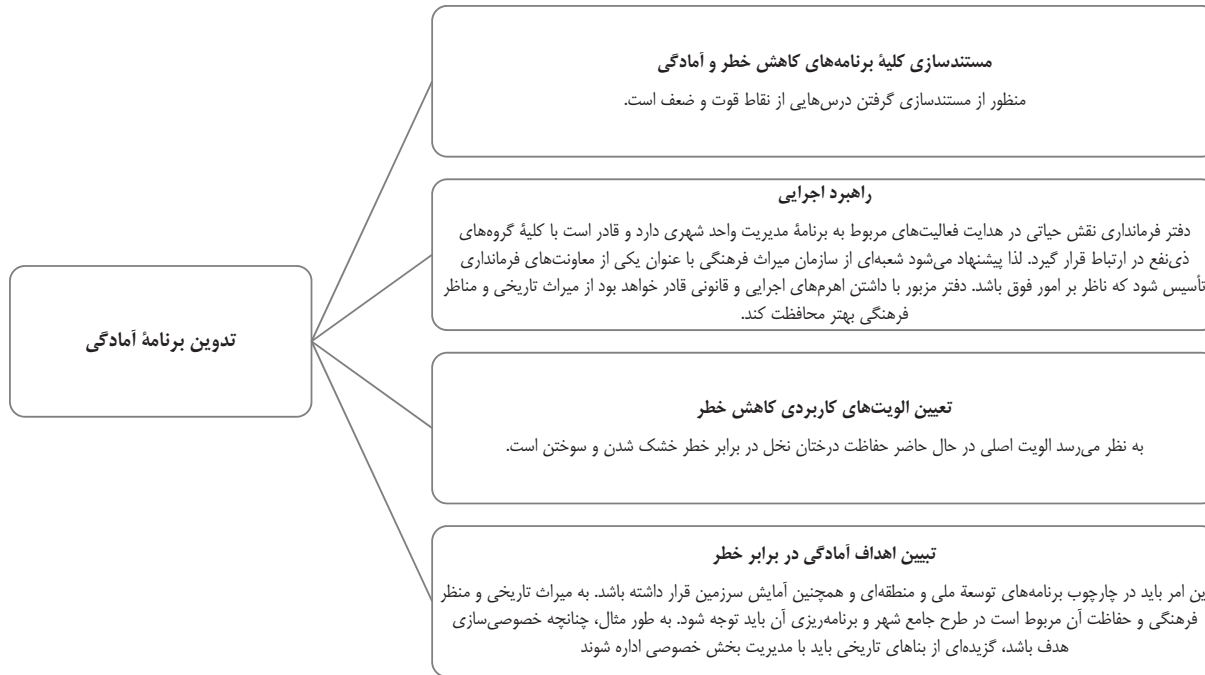 مستندسازی کلیهٔ برنامه‌های کاهش خطر و آمادگی
منظور از مستندسازی گرفتن درس‌هایی از نقاط قوت و ضعف است.
راهبرد اجرایی
دفتر فرمانداری نقش حیاتی در هدایت فعالیت‌های مربوط به برنامهٔ مدیریت واحد شهری دارد و قادر است با کلیهٔ گروه‌های
ذی‌نفع در ارتباط قرار گیرد. لذا پیشنهاد می‌شود شعبه‌ای از سازمان میراث فرهنگی با عنوان یکی از معاونت‌های فرمانداری
تأسیس شود که ناظر بر امور فوق باشد. دفتر مزبور با داشتن اهرم‌های اجرایی و قانونی قادر خواهد بود از میراث تاریخی و مناظر
فرهنگی بهتر محافظت کند.
تدوین برنامهٔ آمادگی
تعیین الویت‌های کاربردی کاهش خطر
به نظر می‌رسد الویت اصلی در حال حاضر حفاظت درختان نخل در برابر خطر خشک شدن و سوختن است.
تبیین اهداف آمادگی در برابر خطر
ین امر باید در چارچوب برنامه‌های توسعة ملی و منطقه‌ای و همچنین آمایش سرزمین قرار داشته باشد. به میراث تاریخی و منظر
فرهنگی و حفاظت آن مربوط است در طرح جامع شهر و برنامه‌ریزی آن باید توجه شود. به طور مثال، چنانچه خصوصی‌سازی
هدف باشد، گزیده‌ای از بناهای تاریخی باید با مدیریت بخش خصوصی اداره شوند